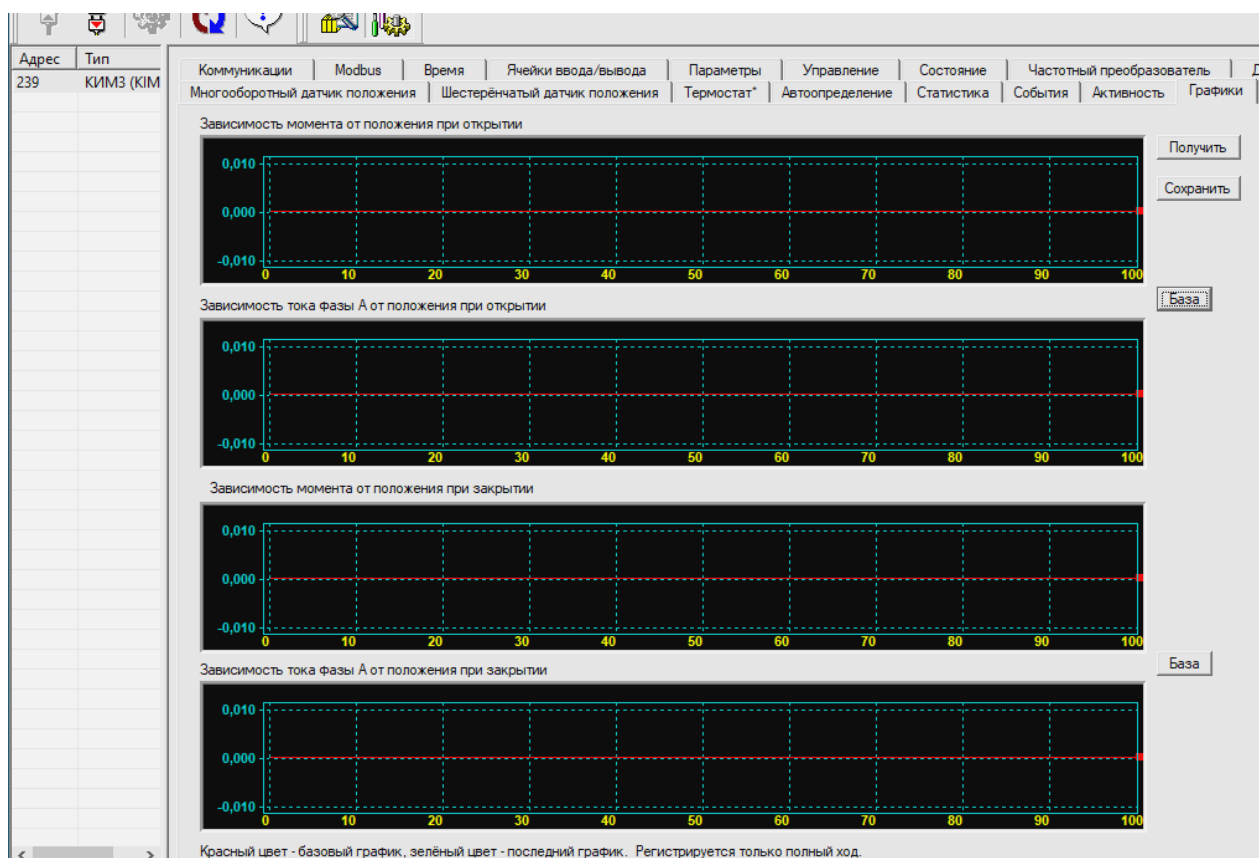 Адрес Тип
239 КИМ3 (KIM
Коммуникации Modbus Время Ячейки ввода/вывода Параметры Управление Состояние Частотный преобразователь
Многооборотный датчик положения Шестерёнчатый датчик положения Термостат* Автоопределение Статистика События Активность Графики
Зависимость момента от положения при открытии
Получить
Сохранить
0,010
0,000
-0,010
0 10 20 30 40 50 60 70 80 90 100
База
Зависимость тока фазы А от положения при открытии
0,010
0,000
-0,010
0 10 20 30 40 50 60 70 80 90 100
Зависимость момента от положения при закрытии
0,010
0,000
-0,010
0 10 20 30 40 50 60 70 80 90 100
База
Зависимость тока фазы А от положения при закрытии
0,010
0,000
-0,010
0 10 20 30 40 50 60 70 80 90 100
Красный цвет - базовый график, зелёный цвет - последний график. Регистрируется только полный ход.